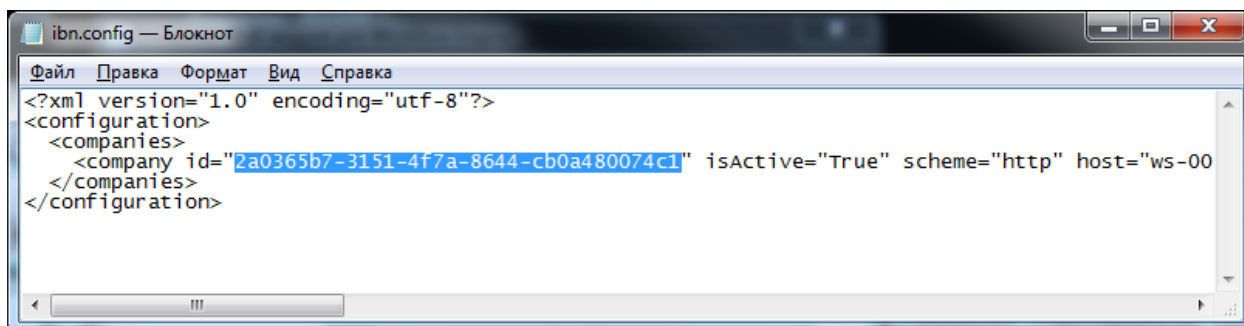 ibn.config — Блокнот
Файл Правка Формат Вид Справка
<?xml version="1.0" encoding="utf-8"?>
<configuration>
  <companies>
    <company id="2a0365b7-3151-4f7a-8644-cb0a480074c1" isActive="True" scheme="http" host="ws-00
  </companies>
</configuration>